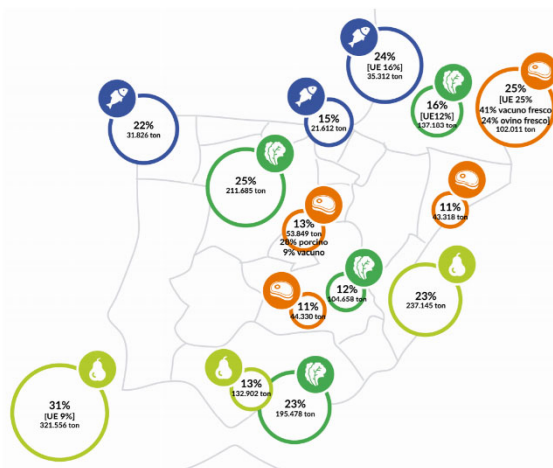 24%
[UE 16%]
35.312 ton
25%
[UE 25%
41% vacuno fresco
24% ovino fresco]
102.011 ton
16%
[UE12%]
137.103 ton
22%
31.826 ton
15%
21.612 ton
25%
211.685 ton
11%
43.318 ton
13%
53.849 ton
20% porcino
9% vacuno
12%
104.658 ton
11%
44.330 ton
23%
237.145 ton
13%
132.902 ton
23%
195.478 ton
31%
[UE 9%]
321.556 ton